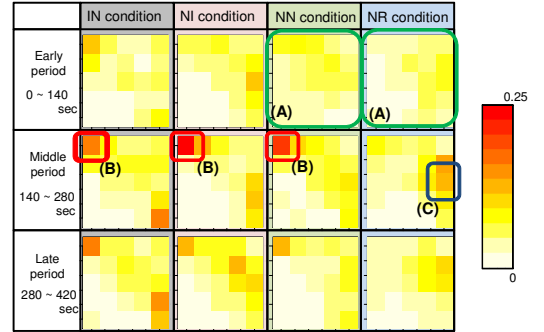 IN condition NI condition NN condition NR condition
Early
period
0 ~ 140
sec
(A) (A)
0.25
Middle
period
140 ~ 280
sec
(B) (B) (B) (C)
Late
period
280 ~ 420
sec
0